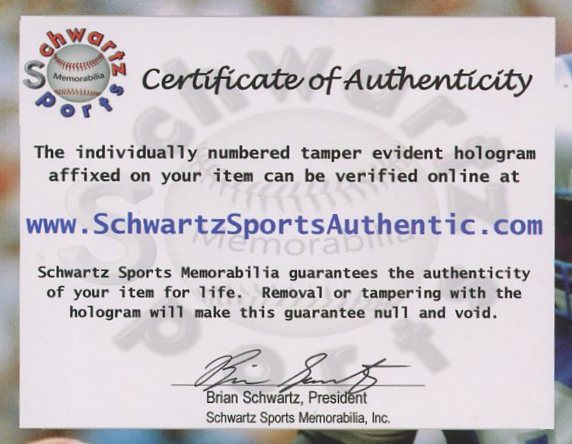 Schwartz
Memorabilia
Sports
Certificate of Authenticity
The individually numbered tamper evident hologram
affixed on your item can be verified online at
www.SchwartzSportsAuthentic.com
Schwartz Sports Memorabilia guarantees the authenticity
of your item for life. Removal or tampering with the
hologram will make this guarantee null and void.
Brian Schwartz, President
Schwartz Sports Memorabilia, Inc.